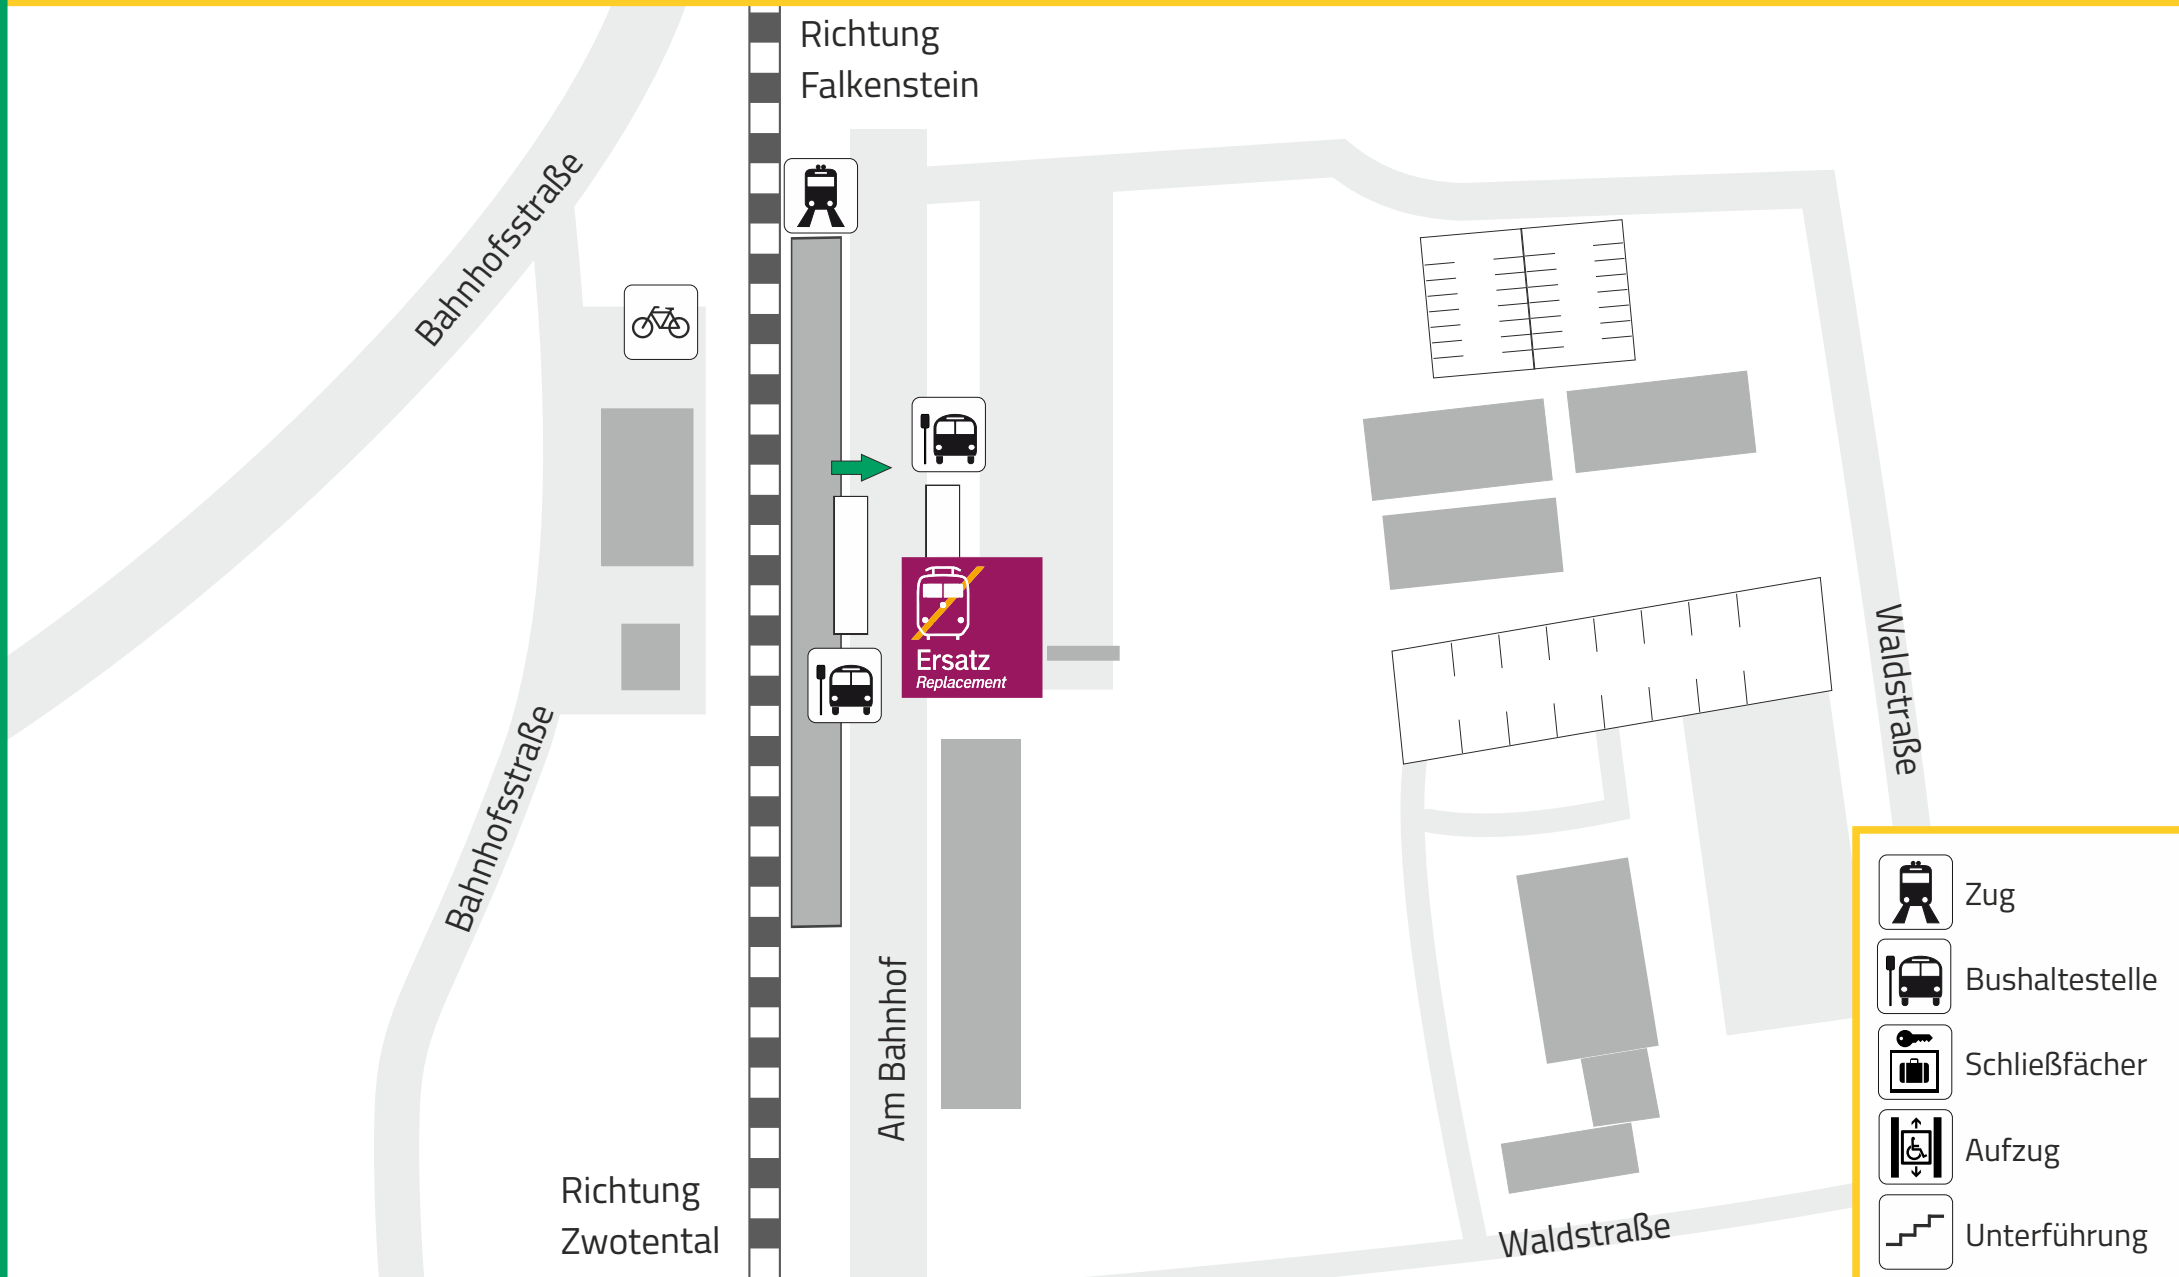 Richtung
Falkenstein
Bahnhofsstraße
Ersatz
Replacement
Waldstraße
Bahnhofsstraße
Am Bahnhof
Richtung
Zwotental
Waldstraße
Zug
Bushaltestelle
Schließfächer
Aufzug
Unterführung